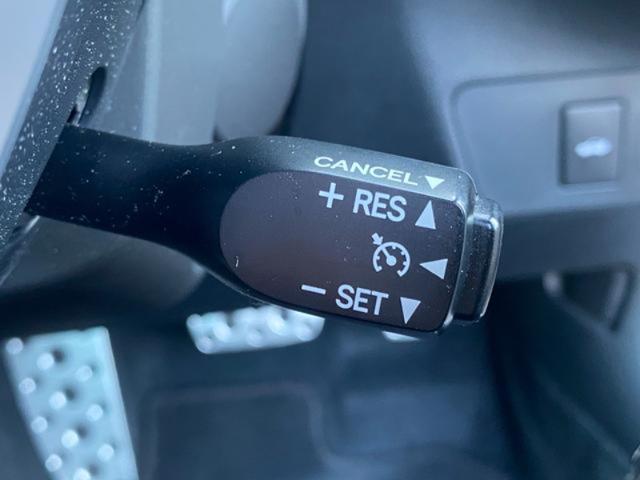 CANCEL
+ RES
– SET